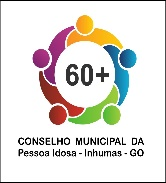 60+
CONSELHO MUNICIPAL DA
Pessoa Idosa - Inhumas - GO